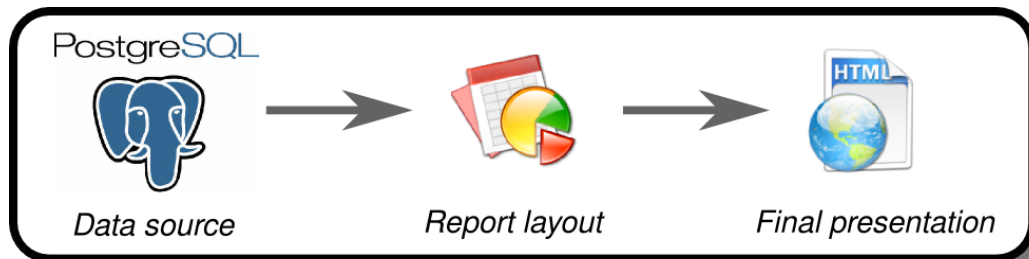 PostgreSQL
HTML
Data source
Report layout
Final presentation